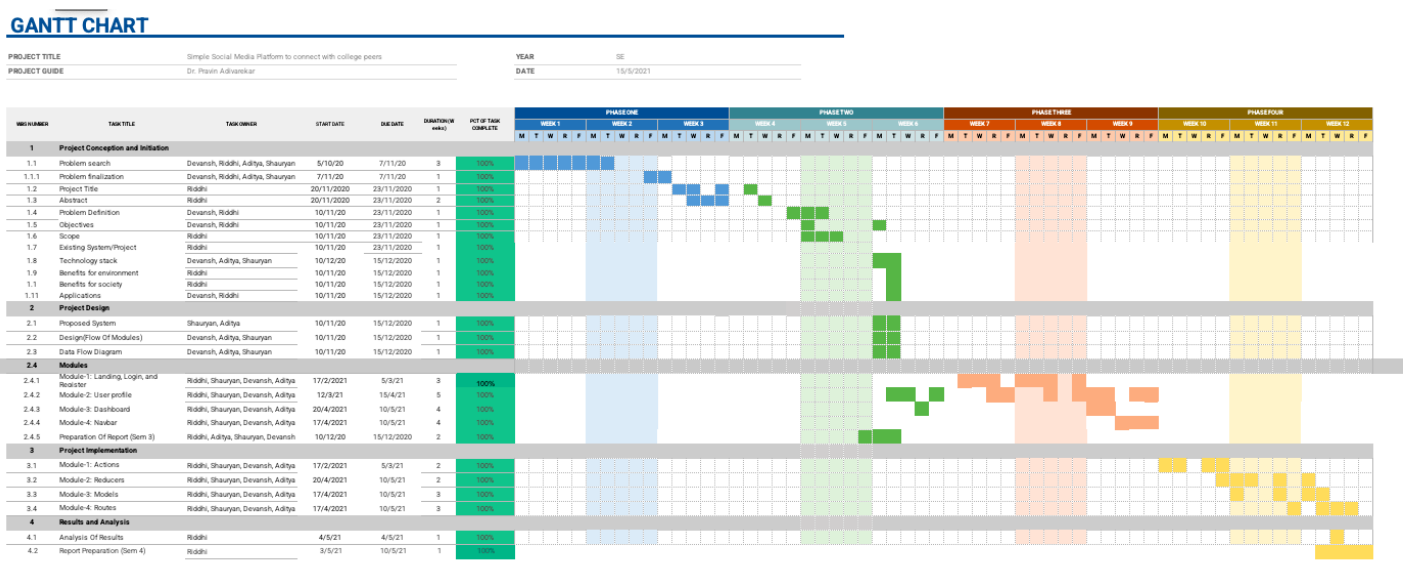 GANTT CHART
PROJECT TITLE Simple Social Media Platform to connect with college peers YEAR SE
PROJECT GUIDE Dr. Pravin Adivarekar DATE 15/5/2021
PHASE ONE PHASE TWO PHASE THREE PHASE FOUR
WBS NUMBER TASK TITLE TASK OWNER START DATE DUE DATE DURATION(Weeks) PCT OF TASK COMPLETE WEEK 1 WEEK 2 WEEK 3 WEEK 4 WEEK 5 WEEK 6 WEEK 7 WEEK 8 WEEK 9 WEEK 10 WEEK 11 WEEK 12
M T W R F M T W R F M T W R F M T W R F M T W R F M T W R F M T W R F M T W R F M T W R F M T W R F M T W R F M T W R F
1 Project Conception and Initiation
1.1 Problem search Devansh, Riddhi, Aditya, Shauryan 5/10/20 7/11/20 3 100%
1.1.1 Problem finalization Devansh, Riddhi, Aditya, Shauryan 7/11/20 7/11/20 1 100%
1.2 Project Title Riddhi 20/11/2020 23/11/2020 1 100%
1.3 Abstract Riddhi 20/11/2020 23/11/2020 2 100%
1.4 Problem Definition Devansh, Riddhi 10/11/20 23/11/2020 1 100%
1.5 Objectives Devansh, Riddhi 10/11/20 23/11/2020 1 100%
1.6 Scope Riddhi 10/11/20 23/11/2020 1 100%
1.7 Existing System/Project Riddhi 10/11/20 23/11/2020 1 100%
1.8 Technology stack Devansh, Aditya, Shauryan 10/12/20 15/12/2020 1 100%
1.9 Benefits for environment Riddhi 10/11/20 15/12/2020 1 100%
1.1 Benefits for society Riddhi 10/11/20 15/12/2020 1 100%
1.11 Applications Devansh, Riddhi 10/11/20 15/12/2020 1 100%
2 Project Design
2.1 Proposed System Shauryan, Aditya 10/11/20 15/12/2020 1 100%
2.2 Design(Flow Of Modules) Devansh, Aditya, Shauryan 10/11/20 15/12/2020 1 100%
2.3 Data Flow Diagram Devansh, Aditya, Shauryan 10/11/20 15/12/2020 1 100%
2.4 Modules
2.4.1 Module-1: Landing, Login, and Register Riddhi, Shauryan, Devansh, Aditya 17/2/2021 5/3/21 3 100%
2.4.2 Module-2: User profile Riddhi, Shauryan, Devansh, Aditya 12/3/21 15/4/21 5 100%
2.4.3 Module-3: Dashboard Riddhi, Shauryan, Devansh, Aditya 20/4/2021 10/5/21 4 100%
2.4.4 Module-4: Navbar Riddhi, Shauryan, Devansh, Aditya 17/4/2021 10/5/21 4 100%
2.4.5 Preparation Of Report (Sem 3) Riddhi, Aditya, Shauryan, Devansh 10/12/20 15/12/2020 2 100%
3 Project Implementation
3.1 Module-1: Actions Riddhi, Shauryan, Devansh, Aditya 17/2/2021 5/3/21 2 100%
3.2 Module-2: Reducers Riddhi, Shauryan, Devansh, Aditya 20/4/2021 10/5/21 2 100%
3.3 Module-3: Models Riddhi, Shauryan, Devansh, Aditya 17/4/2021 10/5/21 3 100%
3.4 Module-4: Routes Riddhi, Shauryan, Devansh, Aditya 17/4/2021 10/5/21 3 100%
4 Results and Analysis
4.1 Analysis Of Results Riddhi 4/5/21 4/5/21 1 100%
4.2 Report Preparation (Sem 4) Riddhi 3/5/21 10/5/21 1 100%